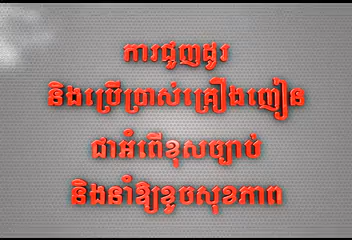 ការជួញដូរ
និងប្រើប្រាស់គ្រឿងញៀន
ជាអំពើខុសច្បាប់
និងនាំឱ្យខូចសុខភាព